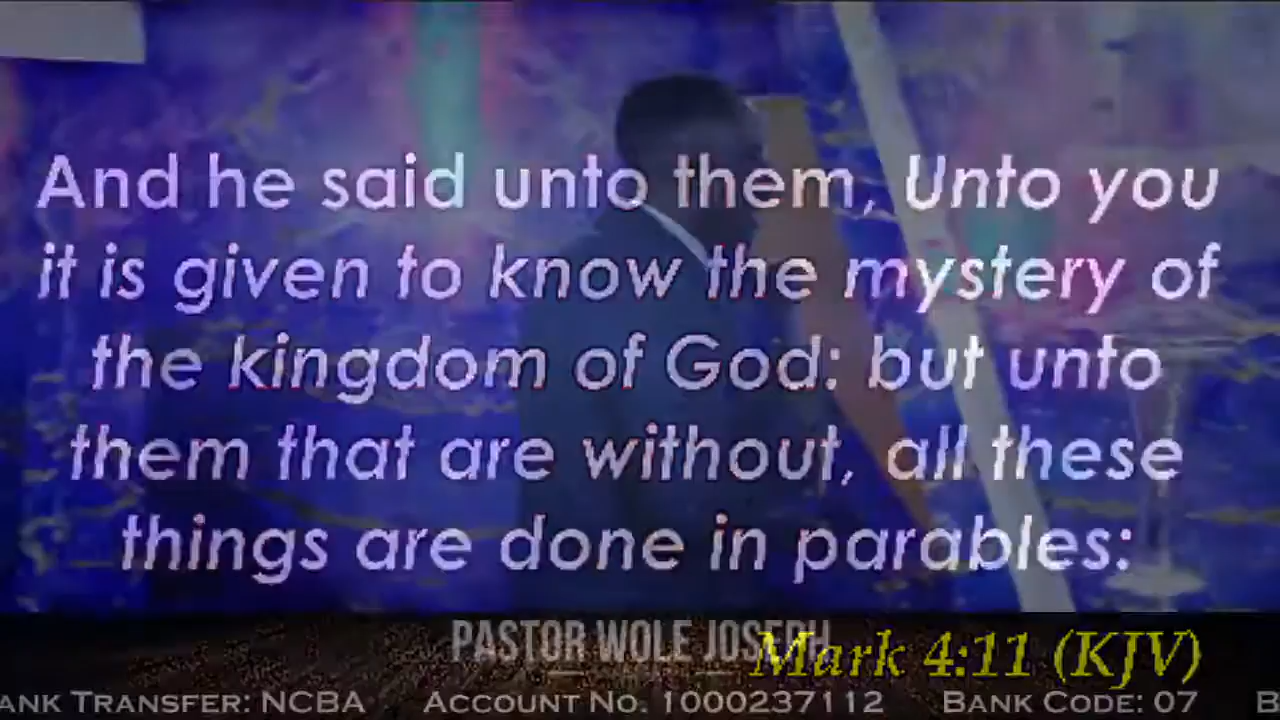 And he said unto them, Unto you
it is given to know the mystery of
the kingdom of God: but unto
them that are without, all these
things are done in parables:
PASTOR WOLE JOSEPH
Mark 4:11 (KJV)
ANK TRANSFER: NCBA ACCOUNT NO. 1000237112 BANK CODE: 07 B